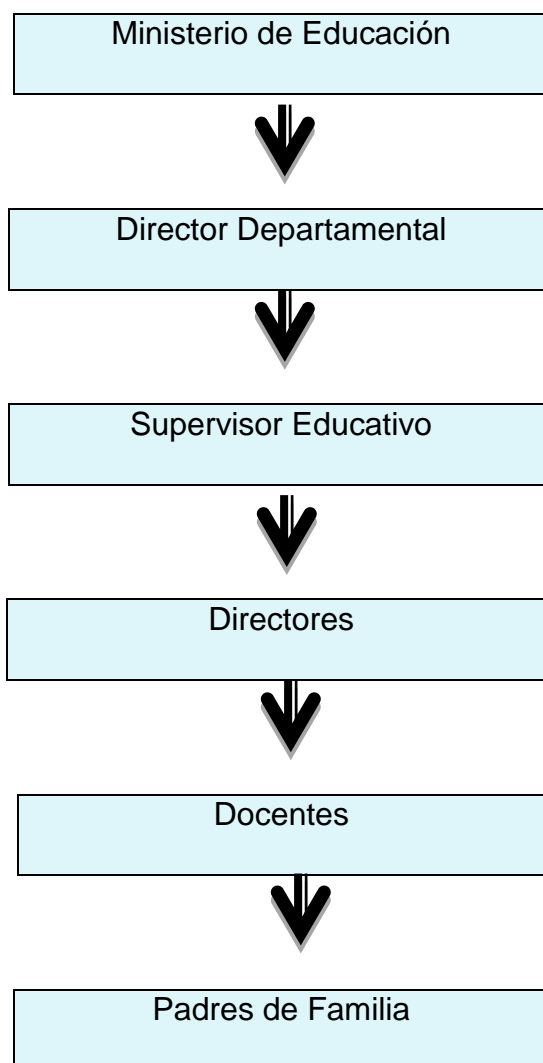 Ministerio de Educación
Director Departamental
Supervisor Educativo
Directores
Docentes
Padres de Familia